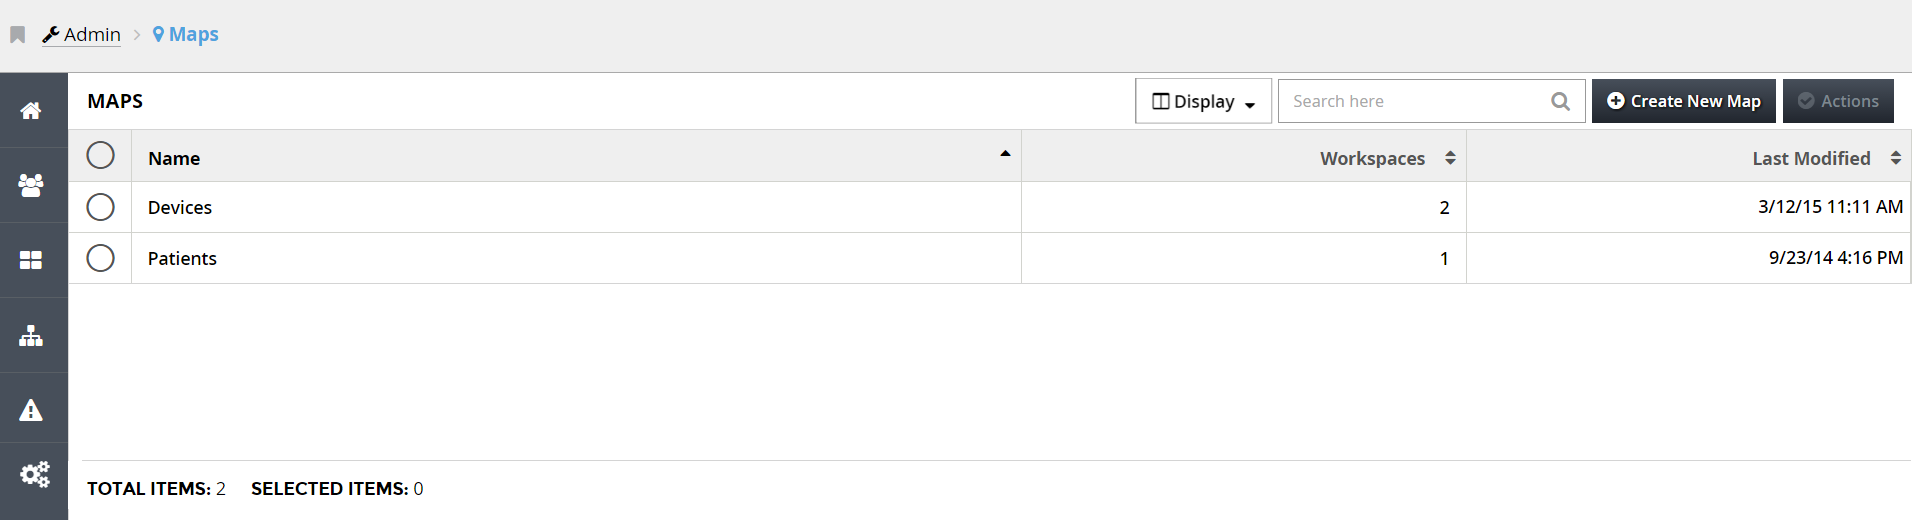 Admin > Maps
MAPS Display Search here Create New Map Actions
Name Workspaces Last Modified
Devices 2 3/12/15 11:11 AM
Patients 1 9/23/14 4:16 PM
TOTAL ITEMS: 2 SELECTED ITEMS: 0